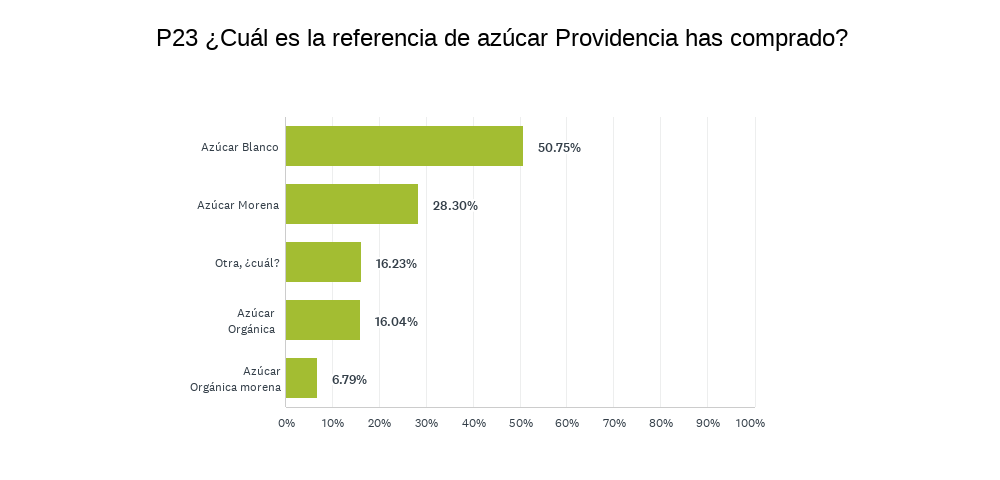 P23 ¿Cuál es la referencia de azúcar Providencia has comprado?
Azúcar Blanco
50.75%
Azúcar Morena
28.30%
Otra, ¿cuál?
16.23%
Azúcar
Orgánica
16.04%
Azúcar
Orgánica morena
6.79%
0% 10% 20% 30% 40% 50% 60% 70% 80% 90% 100%